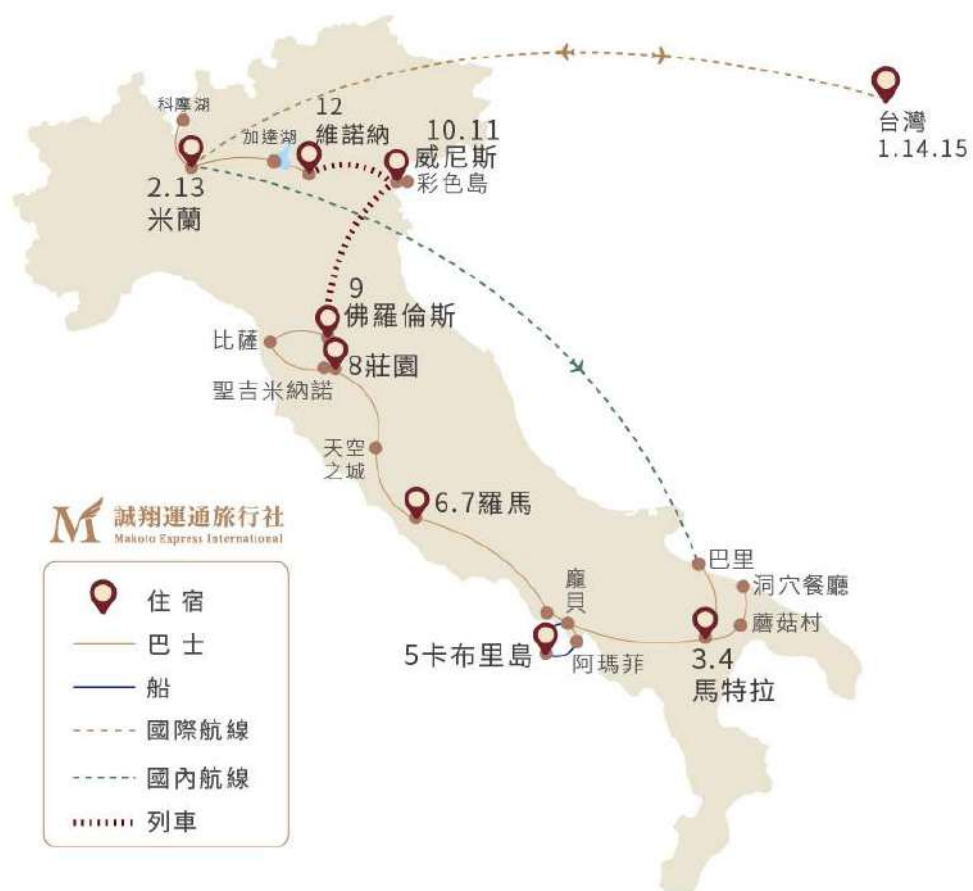 科摩湖
12
維諾納
加達湖
10.11
威尼斯
彩色島
台灣
1.14.15
2.13
米蘭
9
佛羅倫斯
比薩
8莊園
聖吉米納諾
天空
之城
6.7羅馬
巴里
洞穴餐廳
蘑菇村
龐
貝
5卡布里島
阿瑪菲
3.4
馬特拉
M 誠翔運通旅行社
Makoto Express International
住宿
巴士
船
國際航線
國內航線
列車